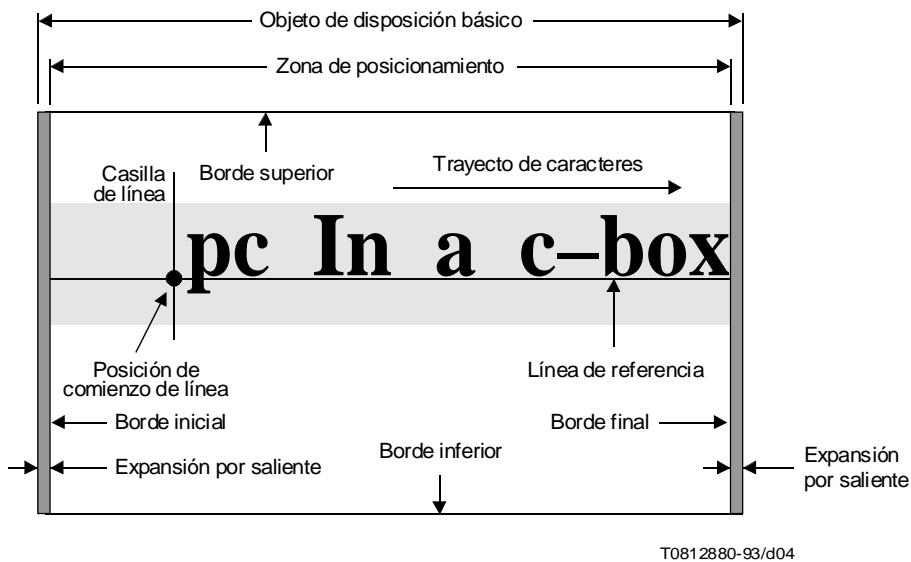 Objeto de disposición básico
Zona de posicionamiento
Casilla
de línea
Borde superior
Trayecto de caracteres
pc In a c–box
Posición de
comienzo de línea
Línea de referencia
Borde inicial
Borde final
Expansión por saliente
Borde inferior
Expansión
por saliente
T0812880-93/d04